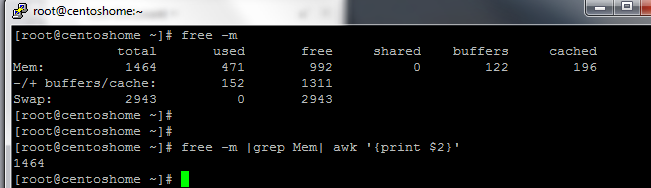 root@centoshome:~
[root@centoshome ~]# free -m
             total       used       free     shared    buffers     cached
Mem:          1464        471        992          0        122        196
-/+ buffers/cache:        152       1311
Swap:         2943          0       2943
[root@centoshome ~]#
[root@centoshome ~]#
[root@centoshome ~]# free -m |grep Mem| awk '{print $2}'
1464
[root@centoshome ~]#